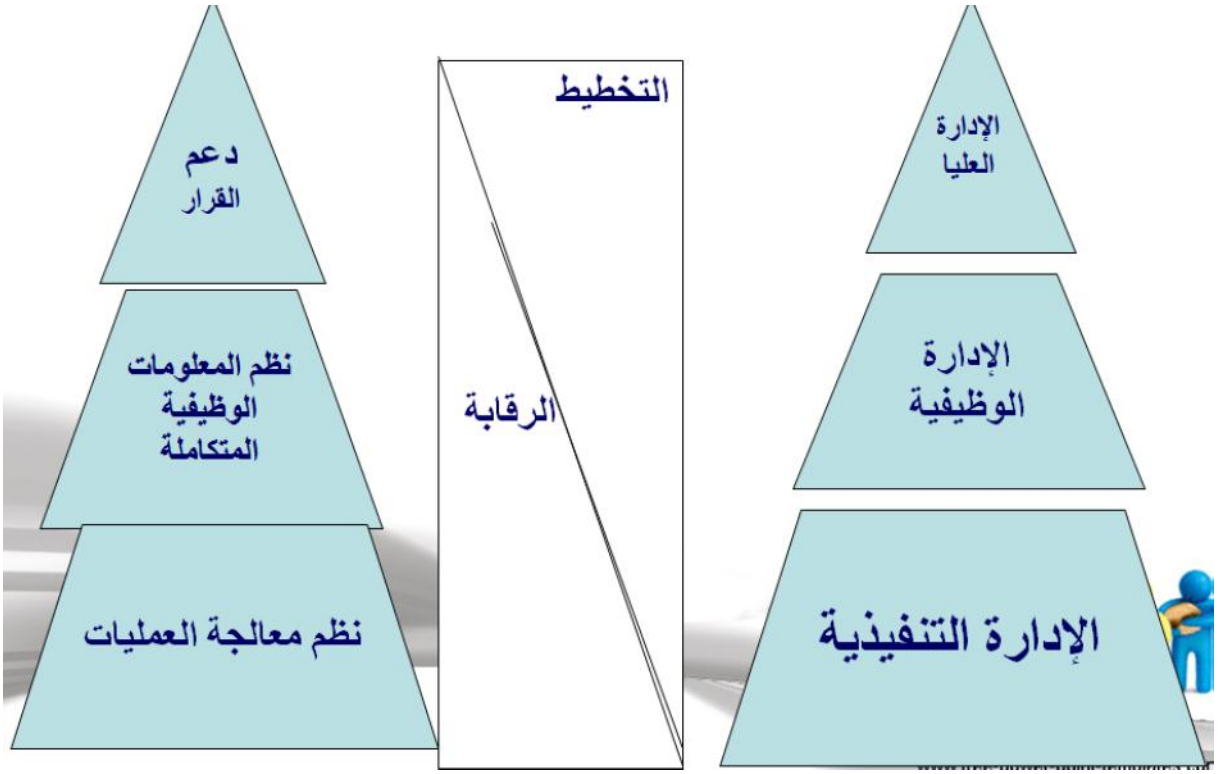 التخطيط
الإدارة
العليا
دعم
القرار
الإدارة
الوظيفية
الرقابة
نظم المعلومات
الوظيفية
المتكاملة
الإدارة التنفيذية
نظم معالجة العمليات